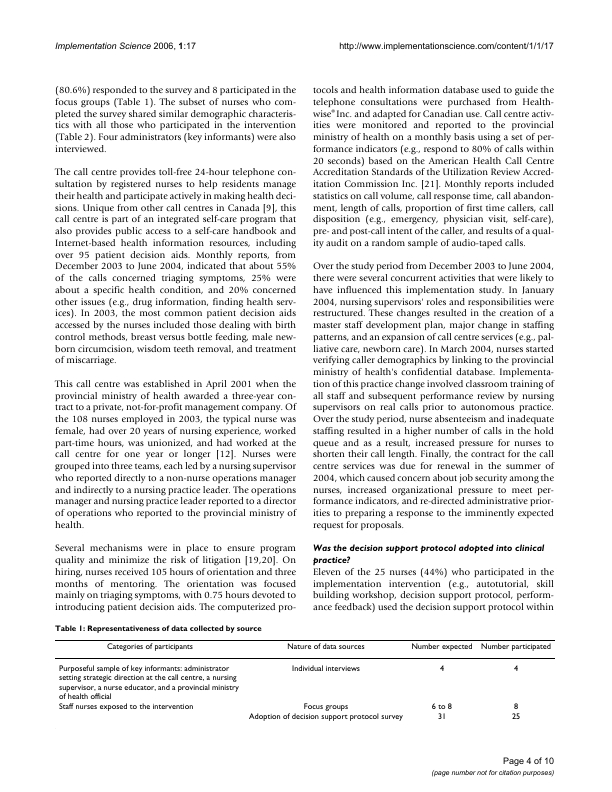 Implementation Science 2006, 1:17
http://www.implementationscience.com/content/1/1/17
(80.6%) responded to the survey and 8 participated in the
focus groups (Table 1). The subset of nurses who com-
pleted the survey shared similar demographic characteris-
tics with all those who participated in the intervention
(Table 2). Four administrators (key informants) were also
interviewed.
The call centre provides toll-free 24-hour telephone con-
sultation by registered nurses to help residents manage
their health and participate actively in making health deci-
sions. Unique from other call centres in Canada [9], this
call centre is part of an integrated self-care program that
also provides public access to a self-care handbook and
Internet-based health information resources, including
over 95 patient decision aids. Monthly reports, from
December 2003 to June 2004, indicated that about 55%
of the calls concerned triaging symptoms, 25% were
about a specific health condition, and 20% concerned
other issues (e.g., drug information, finding health serv-
ices). In 2003, the most common patient decision aids
accessed by the nurses included those dealing with birth
control methods, breast versus bottle feeding, male new-
born circumcision, wisdom teeth removal, and treatment
of miscarriage.
This call centre was established in April 2001 when the
provincial ministry of health awarded a three-year con-
tract to a private, not-for-profit management company. Of
the 108 nurses employed in 2003, the typical nurse was
female, had over 20 years of nursing experience, worked
part-time hours, was unionized, and had worked at the
call centre for one year or longer [12]. Nurses were
grouped into three teams, each led by a nursing supervisor
who reported directly to a non-nurse operations manager
and indirectly to a nursing practice leader. The operations
manager and nursing practice leader reported to a director
of operations who reported to the provincial ministry of
health.
Several mechanisms were in place to ensure program
quality and minimize the risk of litigation [19,20]. On
hiring, nurses received 105 hours of orientation and three
months of mentoring. The orientation was focused
mainly on triaging symptoms, with 0.75 hours devoted to
introducing patient decision aids. The computerized pro-
tocols and health information database used to guide the
telephone consultations were purchased from Health-
wise® Inc. and adapted for Canadian use. Call centre activ-
ities were monitored and reported to the provincial
ministry of health on a monthly basis using a set of per-
formance indicators (e.g., respond to 80% of calls within
20 seconds) based on the American Health Call Centre
Accreditation Standards of the Utilization Review Accred-
itation Commission Inc. [21]. Monthly reports included
statistics on call volume, call response time, call abandon-
ment, length of calls, proportion of first time callers, call
disposition (e.g., emergency, physician visit, self-care),
pre- and post-call intent of the caller, and results of a qual-
ity audit on a random sample of audio-taped calls.
Over the study period from December 2003 to June 2004,
there were several concurrent activities that were likely to
have influenced this implementation study. In January
2004, nursing supervisors' roles and responsibilities were
restructured. These changes resulted in the creation of a
master staff development plan, major change in staffing
patterns, and an expansion of call centre services (e.g., pal-
liative care, newborn care). In March 2004, nurses started
verifying caller demographics by linking to the provincial
ministry of health's confidential database. Implementa-
tion of this practice change involved classroom training of
all staff and subsequent performance review by nursing
supervisors on real calls prior to autonomous practice.
Over the study period, nurse absenteeism and inadequate
staffing resulted in a higher number of calls in the hold
queue and as a result, increased pressure for nurses to
shorten their call length. Finally, the contract for the call
centre services was due for renewal in the summer of
2004, which caused concern about job security among the
nurses, increased organizational pressure to meet per-
formance indicators, and re-directed administrative prior-
ities to preparing a response to the imminently expected
request for proposals.
Was the decision support protocol adopted into clinical
practice?
Eleven of the 25 nurses (44%) who participated in the
implementation intervention (e.g., autotutorial, skill
building workshop, decision support protocol, perform-
ance feedback) used the decision support protocol within
Table 1: Representativeness of data collected by source
Categories of participants Nature of data sources Number expected Number participated
Purposeful sample of key informants: administrator Individual interviews 4 4
setting strategic direction at the call centre, a nursing
supervisor, a nurse educator, and a provincial ministry
of health official
Staff nurses exposed to the intervention Focus groups 6 to 8 8
Adoption of decision support protocol survey 31 25
Page 4 of 10
(page number not for citation purposes)